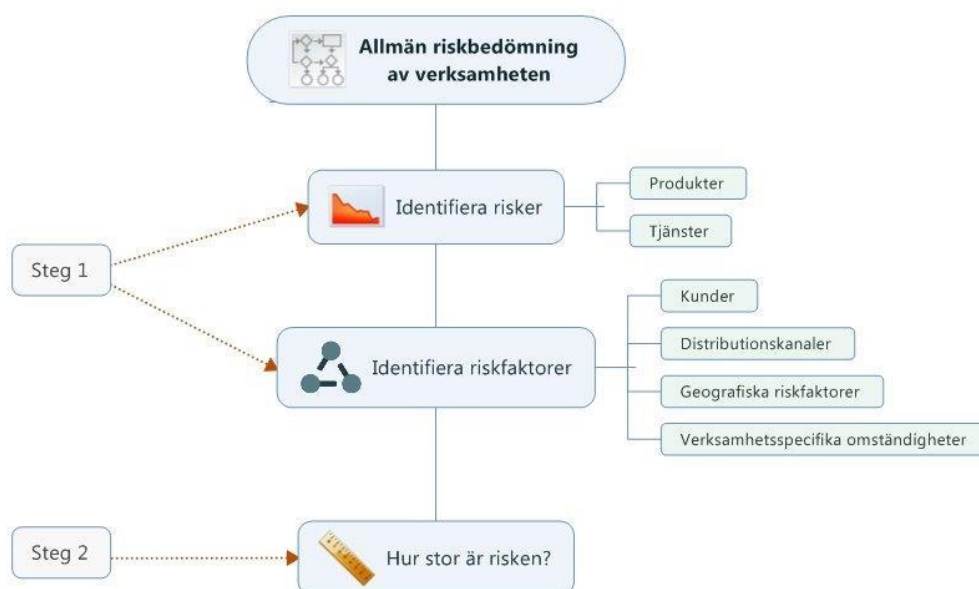 Allmän riskbedömning
av verksamheten
Identifiera risker
Produkter
Tjänster
Steg 1
Identifiera riskfaktorer
Kunder
Distributionskanaler
Geografiska riskfaktorer
Verksamhetsspecifika omständigheter
Steg 2
Hur stor är risken?